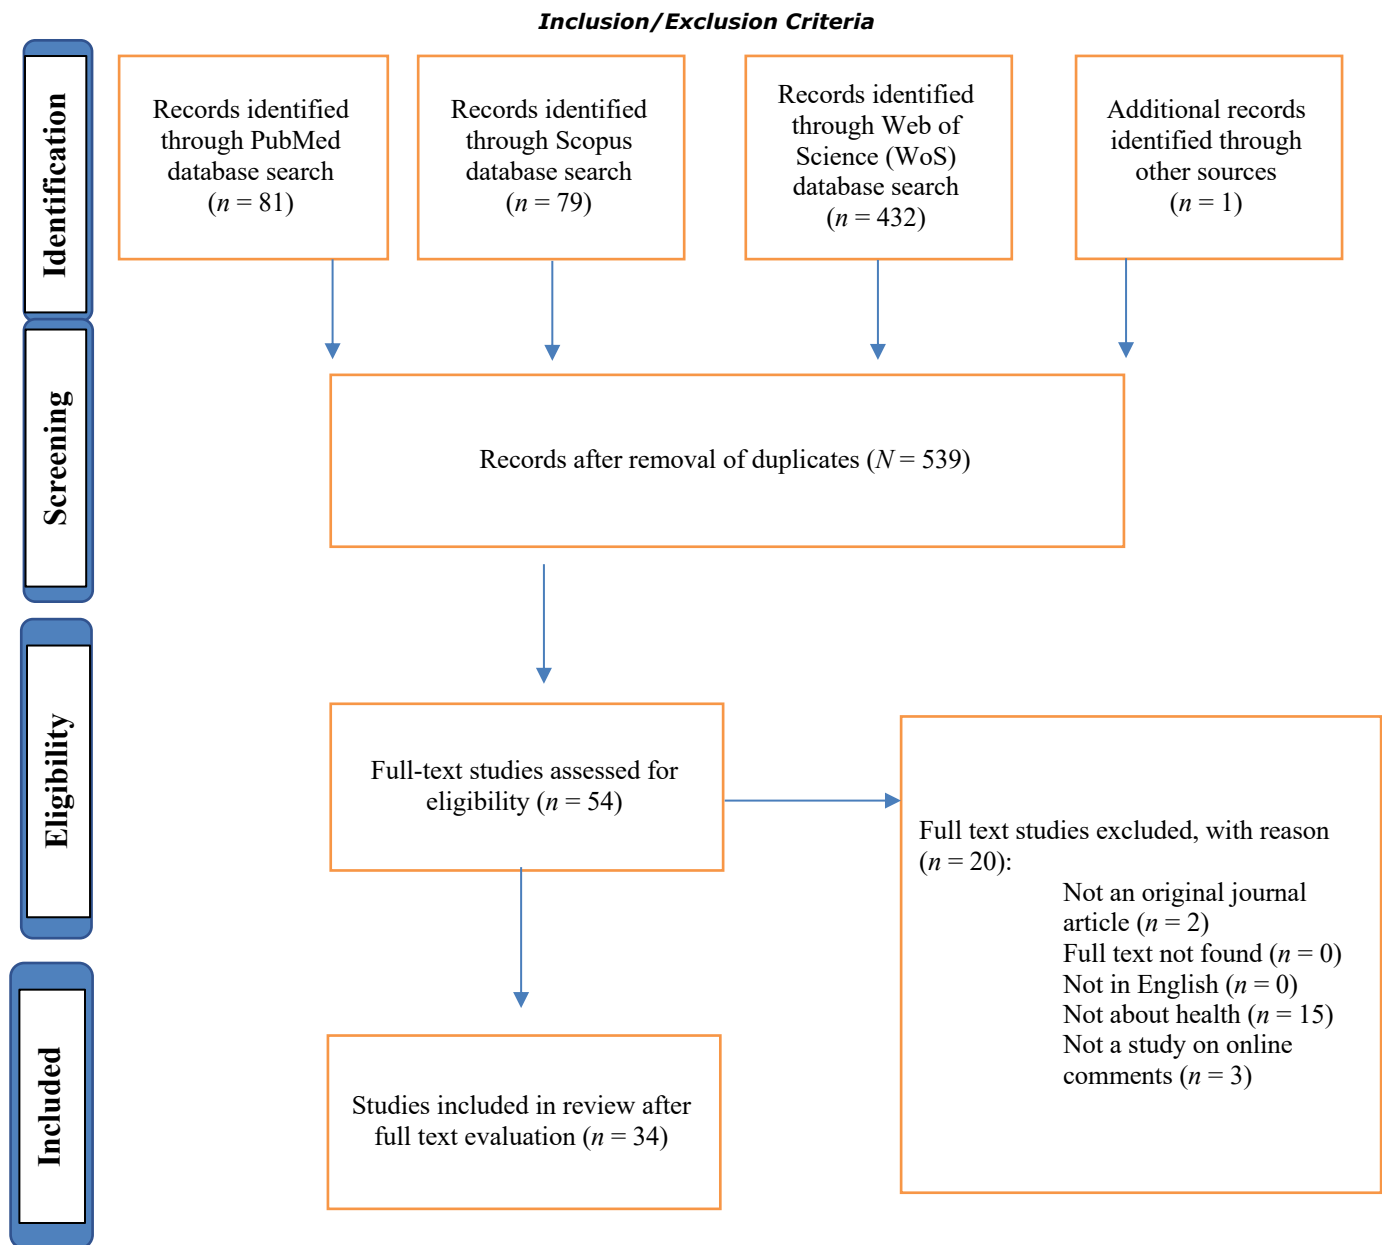 Inclusion/Exclusion Criteria
Identification
Records identified
through PubMed
database search
(n = 81)
Records identified
through Scopus
database search
(n = 79)
Records identified
through Web of
Science (WoS)
database search
(n = 432)
Additional records
identified through
other sources
(n = 1)
Screening
Records after removal of duplicates (N = 539)
Eligibility
Full-text studies assessed for
eligibility (n = 54)
Full text studies excluded, with reason
(n = 20):
Not an original journal
article (n = 2)
Full text not found (n = 0)
Not in English (n = 0)
Not about health (n = 15)
Not a study on online
comments (n = 3)
Included
Studies included in review after
full text evaluation (n = 34)